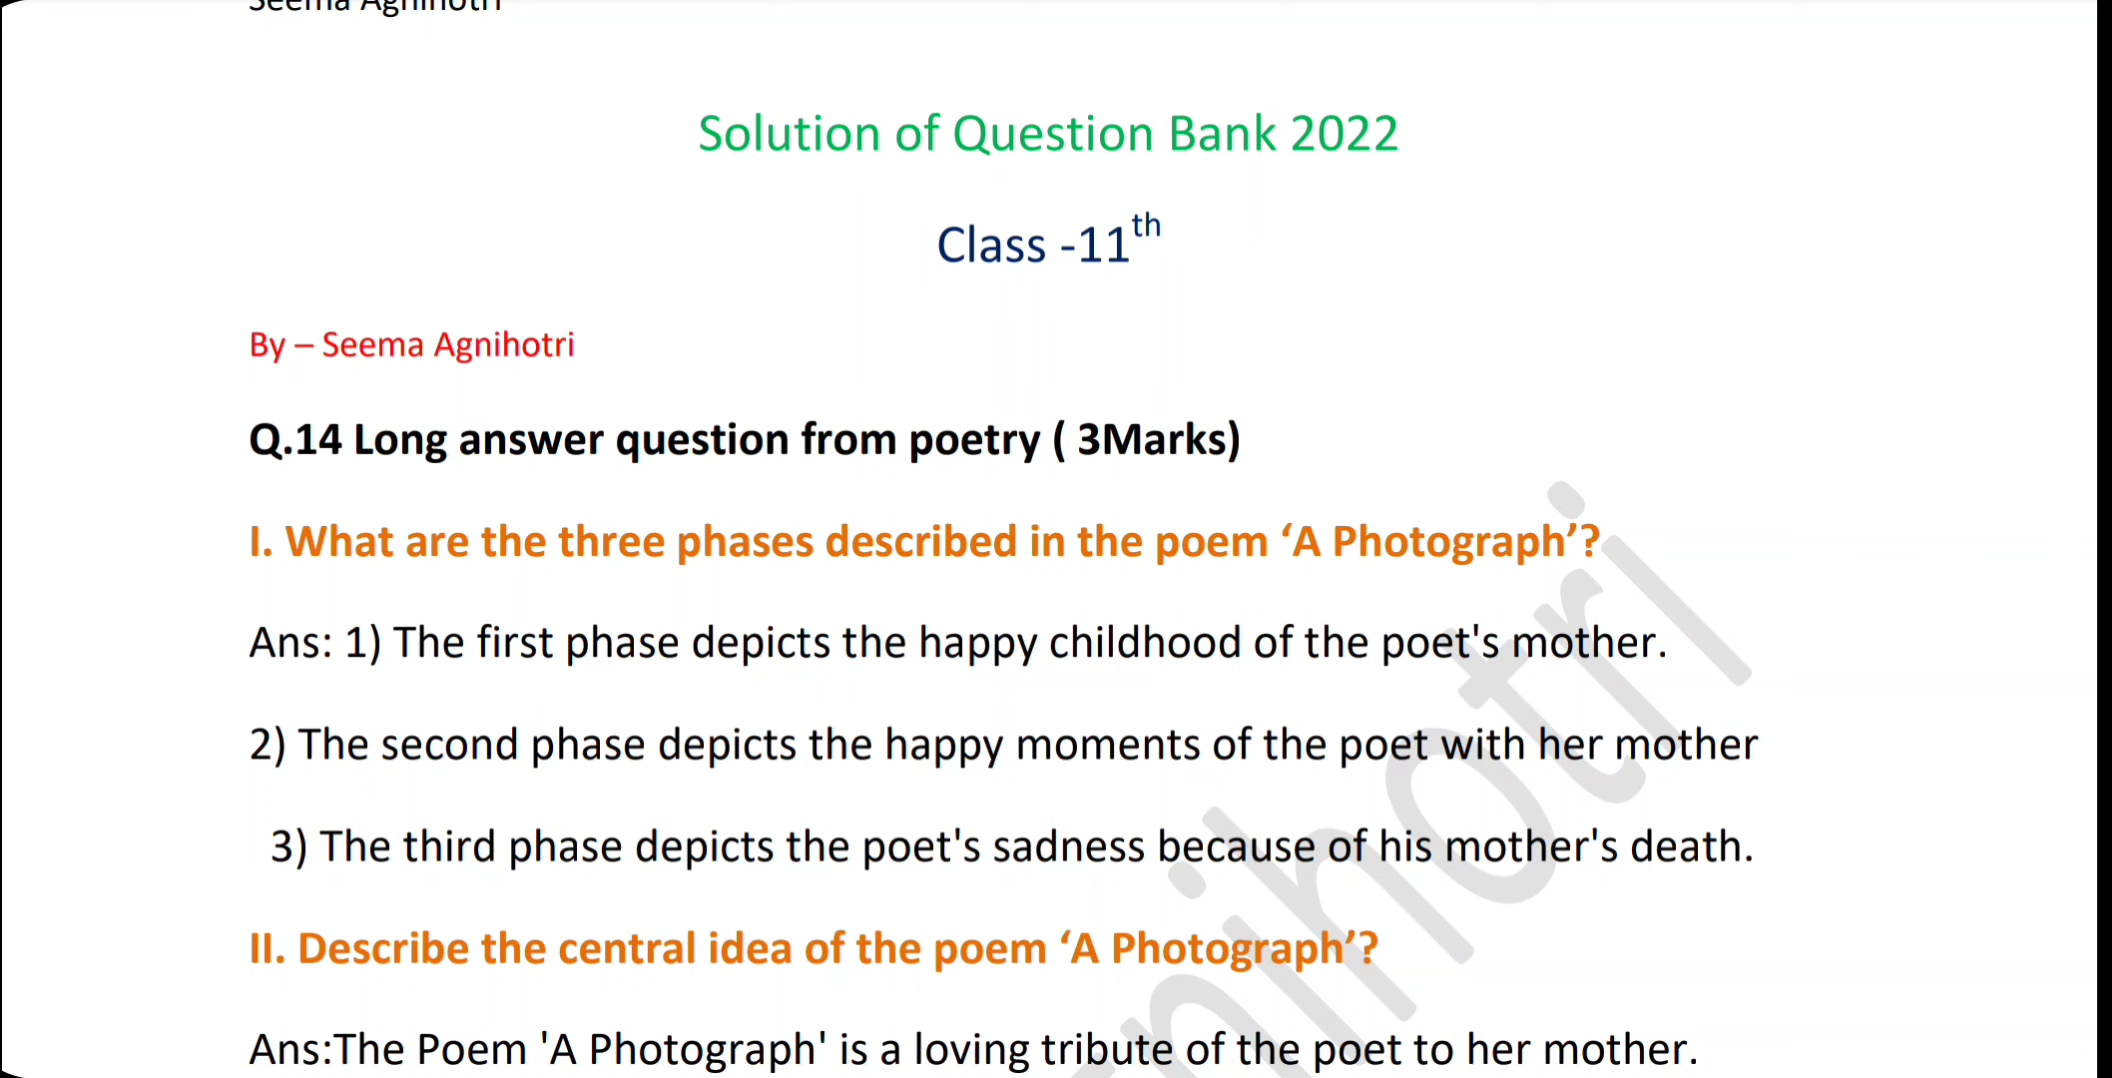 Seema Agnihotri
Solution of Question Bank 2022
Class -11th
By – Seema Agnihotri
Q.14 Long answer question from poetry ( 3Marks)
I. What are the three phases described in the poem ‘A Photograph’?
Ans: 1) The first phase depicts the happy childhood of the poet's mother.
2) The second phase depicts the happy moments of the poet with her mother
3) The third phase depicts the poet's sadness because of his mother's death.
II. Describe the central idea of the poem ‘A Photograph’?
Ans:The Poem 'A Photograph' is a loving tribute of the poet to her mother.
nihotri